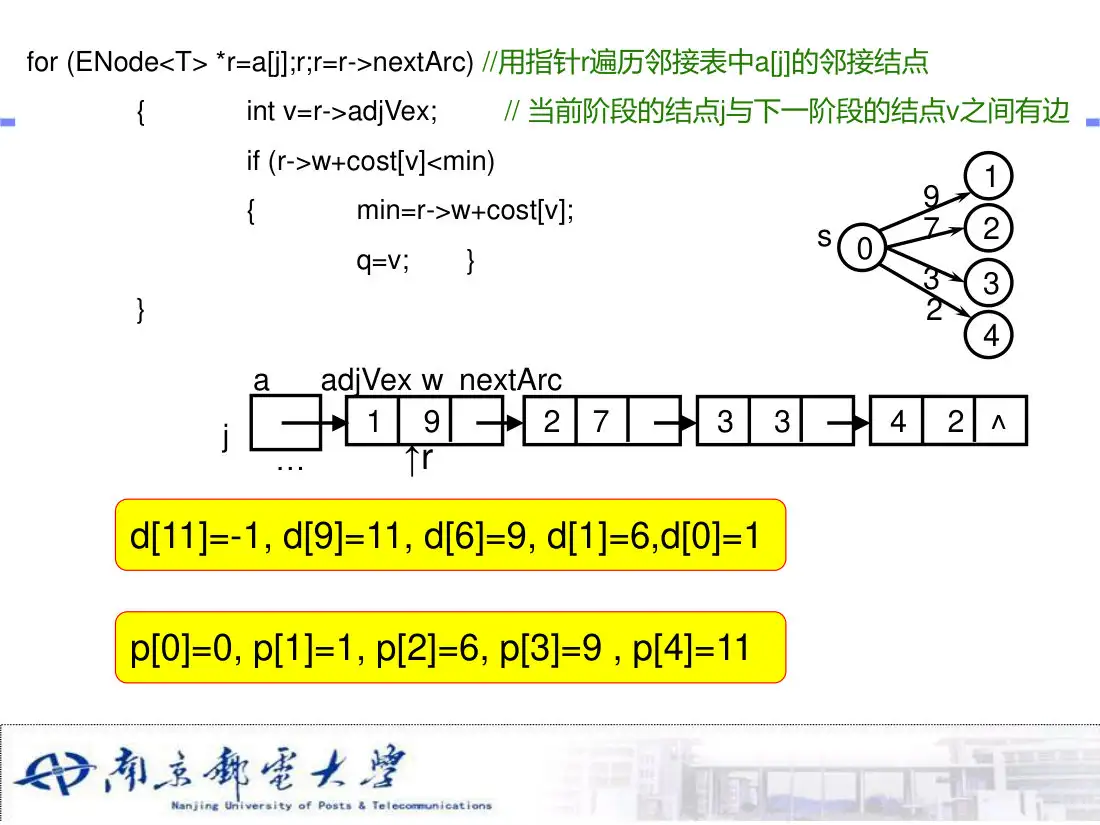 for (ENode<T> *r=a[j];r;r=r->nextArc) //用指针r遍历邻接表中a[j]的邻接结点
{ int v=r->adjVex; // 当前阶段的结点j与下一阶段的结点v之间有边
if (r->w+cost[v]<min)
{ min=r->w+cost[v];
q=v; }
}
1
9
7 2
s 0
3 3
2
4
a adjVex w nextArc
j 1 9 2 7 3 3 4 2 ^
…
↑r
d[11]=-1, d[9]=11, d[6]=9, d[1]=6,d[0]=1
p[0]=0, p[1]=1, p[2]=6, p[3]=9 , p[4]=11
南京邮电大学
Nanjing University of Posts & Telecommunications